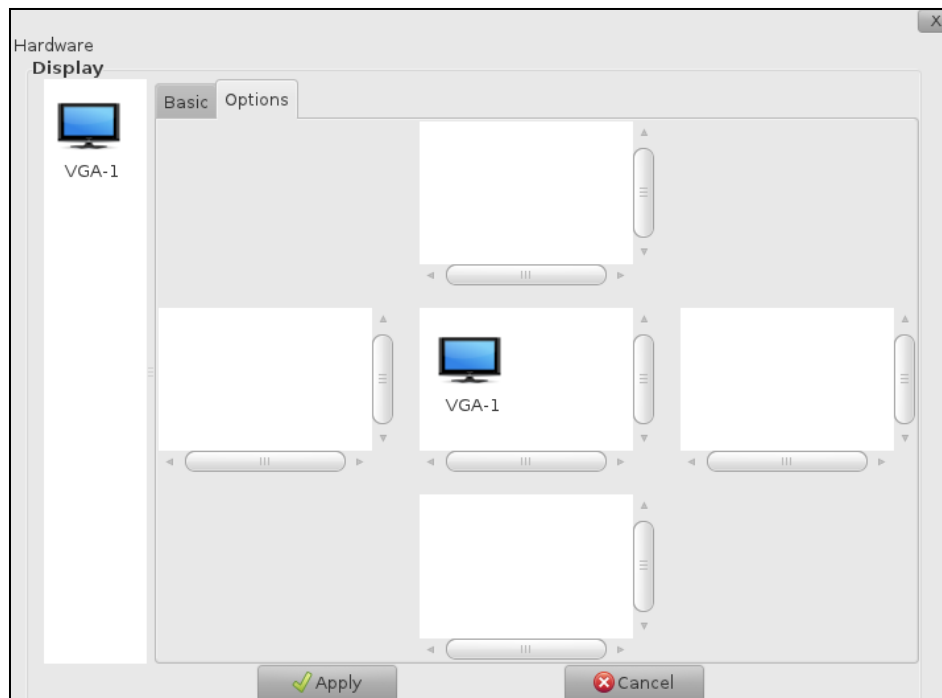 X
Hardware
Display
VGA-1
Basic
Options
VGA-1
Apply
Cancel